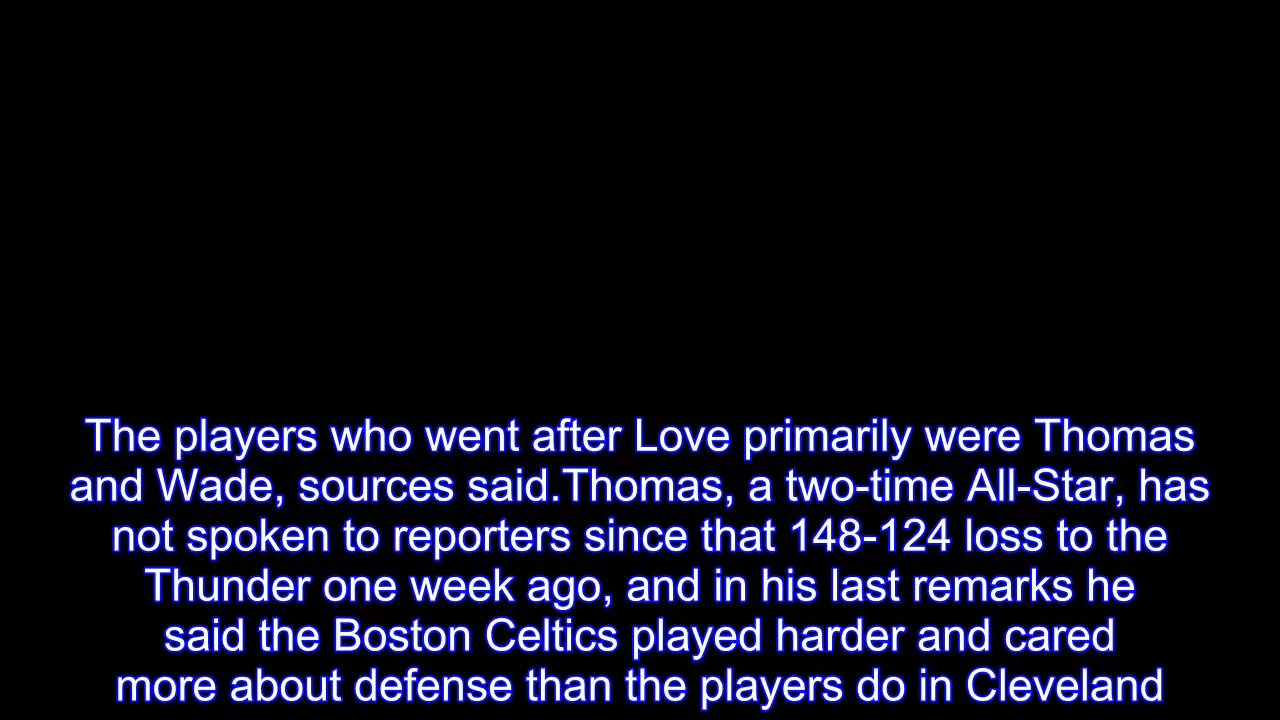 The players who went after Love primarily were Thomas
and Wade, sources said.Thomas, a two-time All-Star, has
not spoken to reporters since that 148-124 loss to the
Thunder one week ago, and in his last remarks he
said the Boston Celtics played harder and cared
more about defense than the players do in Cleveland